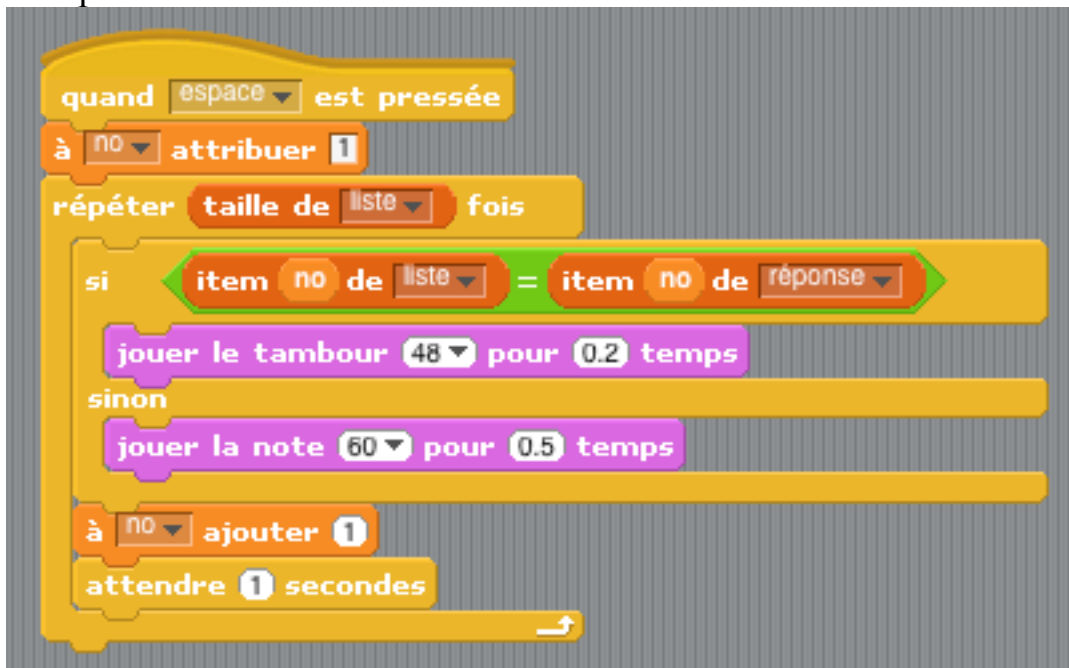 quand espace est pressée
à no attribuer 1
répéter taille de liste fois
si item no de liste = item no de réponse
jouer le tambour 48 pour 0.2 temps
sinon
jouer la note 60 pour 0.5 temps
à no ajouter 1
attendre 1 secondes